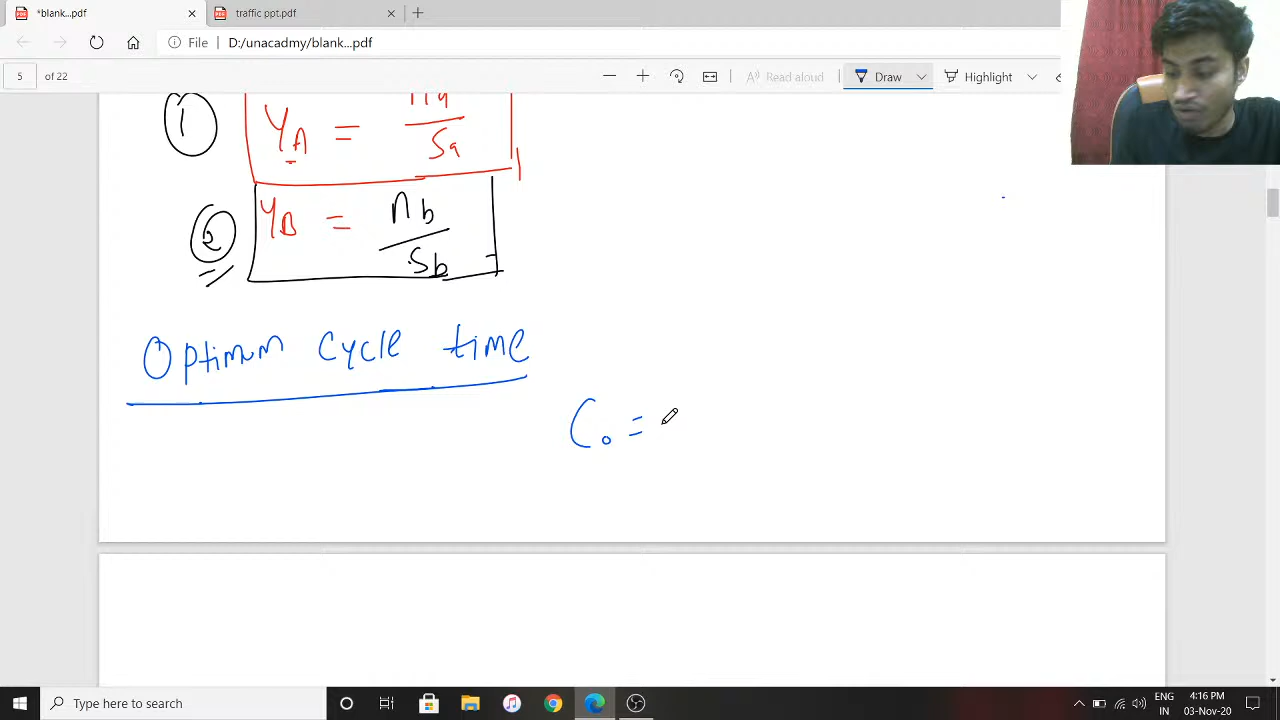 *blank...pdf
traffic ppt.pdf
File D:/unacadmy/blank...pdf
5 of 22
Read aloud Draw Highlight
1 YA = na / Sa
2 YB = nb / Sb
Optimum cycle time
Co =
Type here to search
ENG 4:16 PM
IN 03-Nov-20